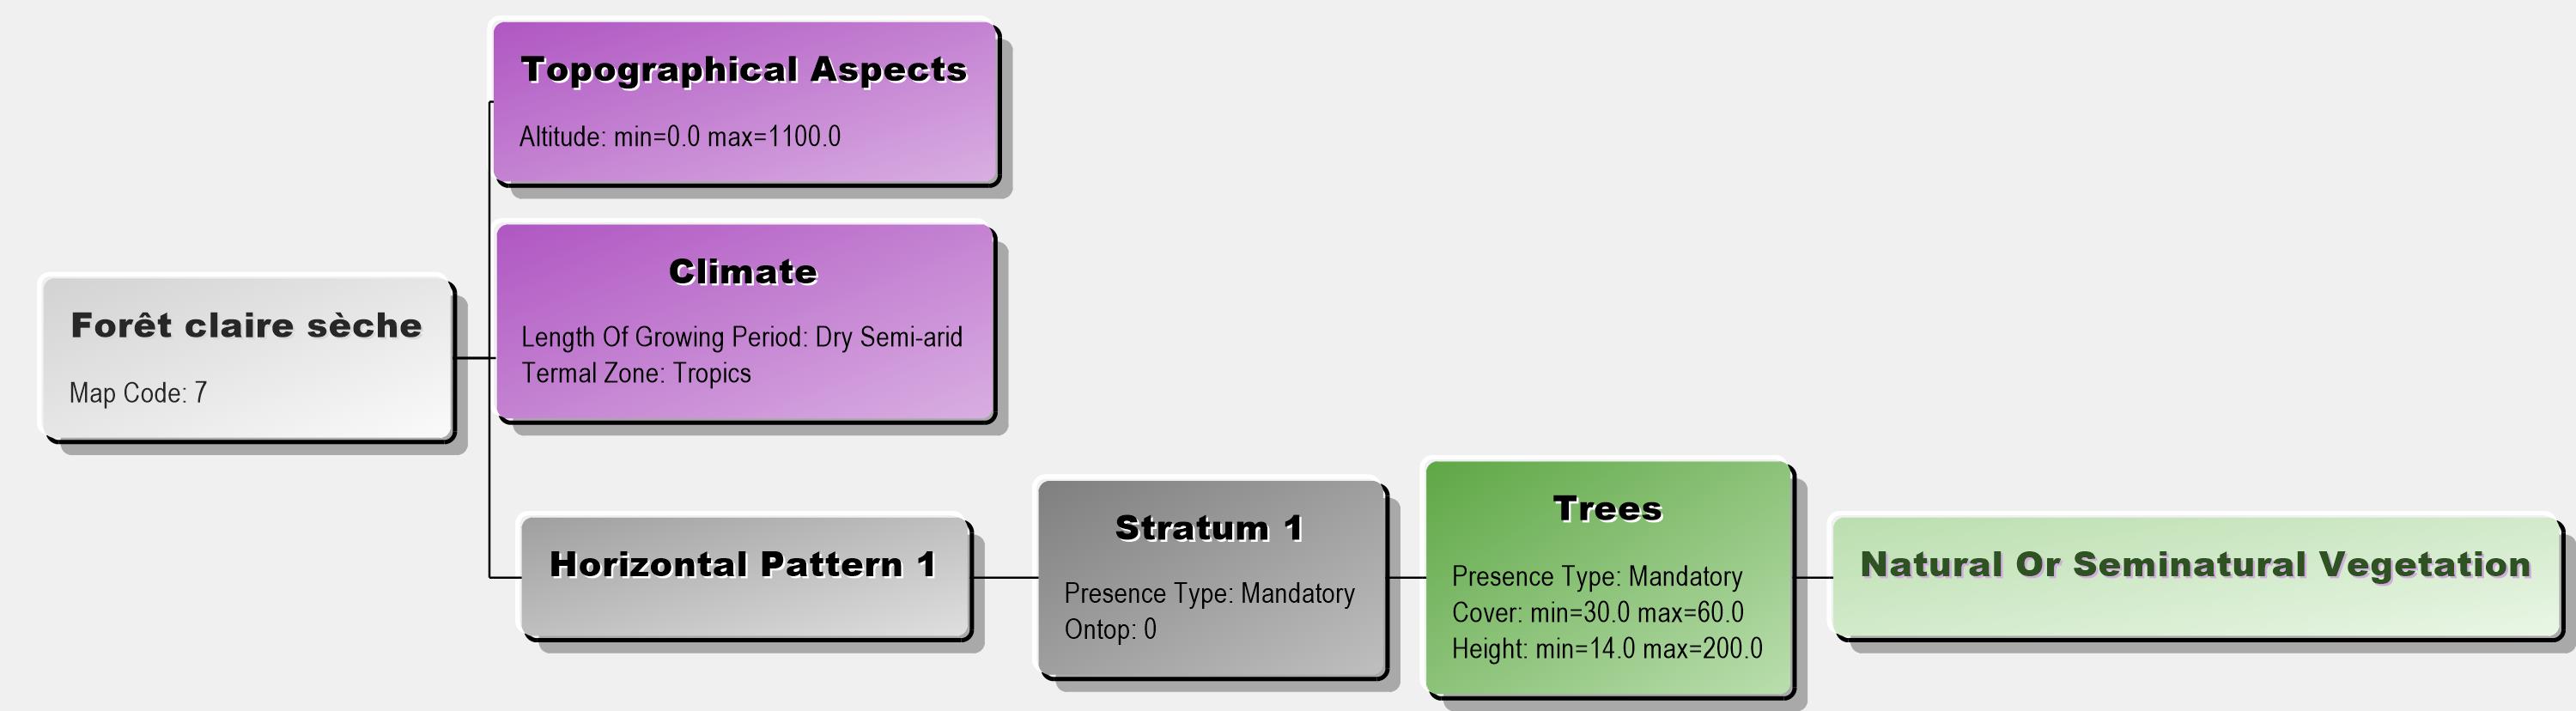 Topographical Aspects
Altitude: min=0.0 max=1100.0
Climate
Length Of Growing Period: Dry Semi-arid
Termal Zone: Tropics
Forêt claire sèche
Map Code: 7
Horizontal Pattern 1
Stratum 1
Presence Type: Mandatory
Ontop: 0
Trees
Presence Type: Mandatory
Cover: min=30.0 max=60.0
Height: min=14.0 max=200.0
Natural Or Seminatural Vegetation